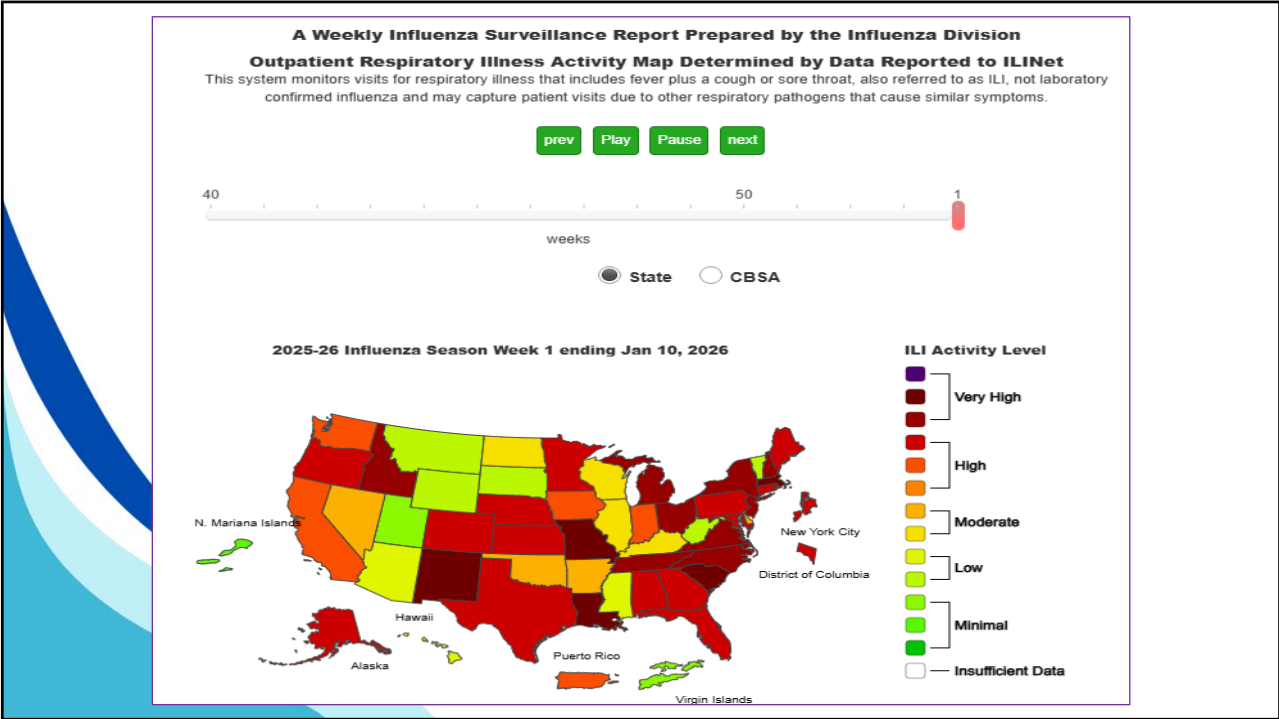 A Weekly Influenza Surveillance Report Prepared by the Influenza Division
Outpatient Respiratory Illness Activity Map Determined by Data Reported to ILINet
This system monitors visits for respiratory illness that includes fever plus a cough or sore throat, also referred to as ILI, not laboratory
confirmed influenza and may capture patient visits due to other respiratory pathogens that cause similar symptoms.
prev Play Pause next
40 50 1
weeks
State CBSA
2025-26 Influenza Season Week 1 ending Jan 10, 2026
ILI Activity Level
Very High
High
Moderate
Low
Minimal
Insufficient Data
N. Mariana Islands
New York City
District of Columbia
Hawaii
Alaska
Puerto Rico
Virgin Islands